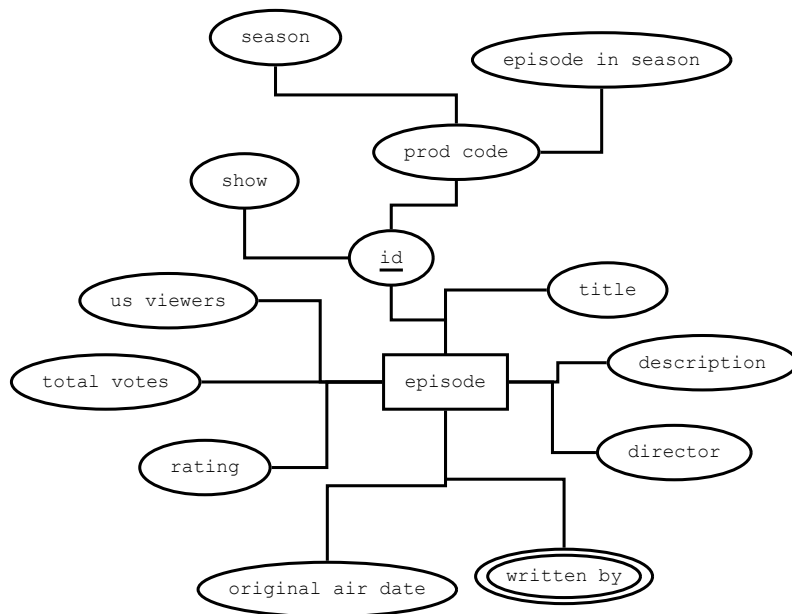 season
episode in season
prod code
show
id
title
us viewers
description
total votes
episode
director
rating
original air date
written by